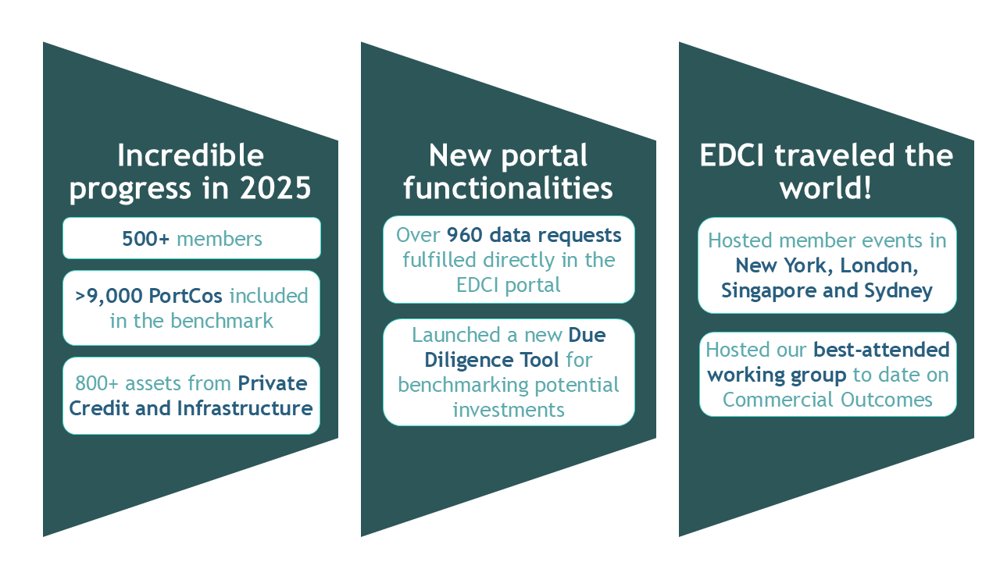 Incredible
progress in 2025
500+ members
>9,000 PortCos included
in the benchmark
800+ assets from Private
Credit and Infrastructure
New portal
functionalities
Over 960 data requests
fulfilled directly in the
EDCI portal
Launched a new Due
Diligence Tool for
benchmarking potential
investments
EDCI traveled the
world!
Hosted member events in
New York, London,
Singapore and Sydney
Hosted our best-attended
working group to date on
Commercial Outcomes